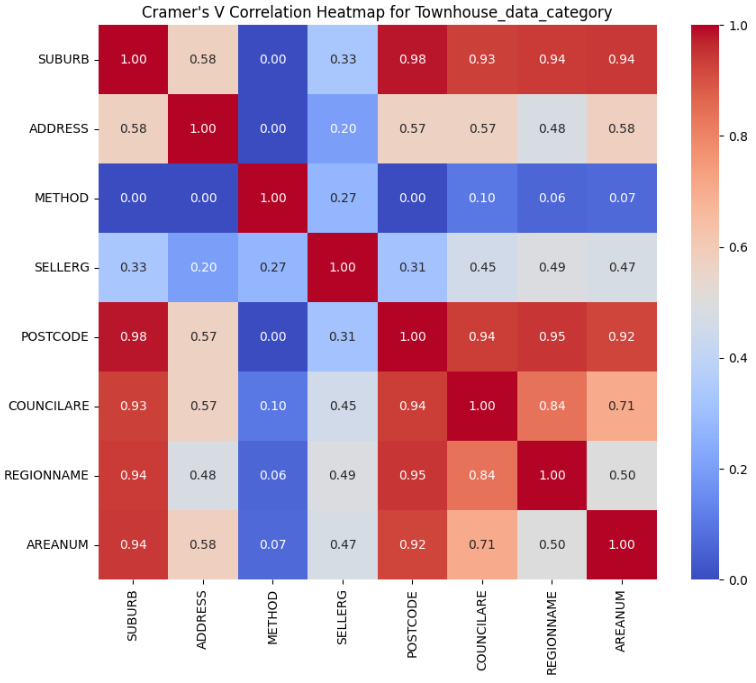 Cramer's V Correlation Heatmap for Townhouse_data_category
SUBURB 1.00 0.58 0.00 0.33 0.98 0.93 0.94 0.94
ADDRESS 0.58 1.00 0.00 0.20 0.57 0.57 0.48 0.58
METHOD 0.00 0.00 1.00 0.27 0.00 0.10 0.06 0.07
SELLERG 0.33 0.20 0.27 1.00 0.31 0.45 0.49 0.47
POSTCODE 0.98 0.57 0.00 0.31 1.00 0.94 0.95 0.92
COUNCILARE 0.93 0.57 0.10 0.45 0.94 1.00 0.84 0.71
REGIONNAME 0.94 0.48 0.06 0.49 0.95 0.84 1.00 0.50
AREANUM 0.94 0.58 0.07 0.47 0.92 0.71 0.50 1.00
SUBURB
ADDRESS
METHOD
SELLERG
POSTCODE
COUNCILARE
REGIONNAME
AREANUM
1.0
0.8
0.6
0.4
0.2
0.0